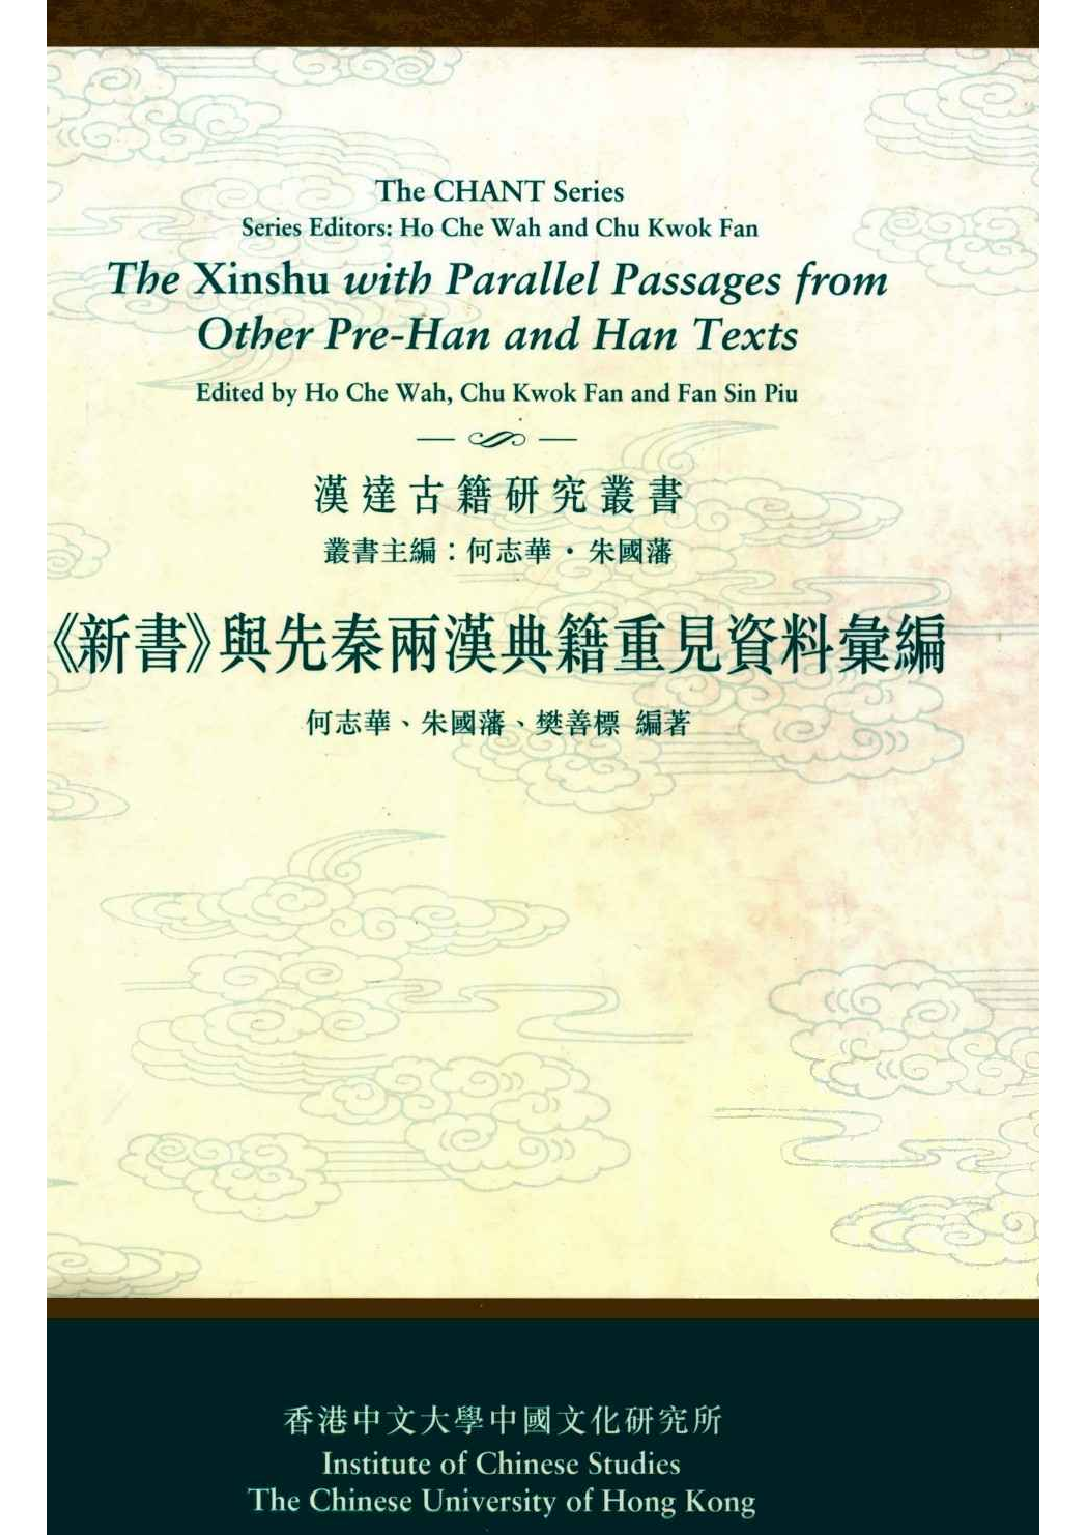 The CHANT Series
Series Editors: Ho Che Wah and Chu Kwok Fan
The Xinshu with Parallel Passages from
Other Pre-Han and Han Texts
Edited by Ho Che Wah, Chu Kwok Fan and Fan Sin Piu
漢達古籍研究叢書
叢書主編：何志華・朱國藩
《新書》與先秦兩漢典籍重見資料彙編
何志華、朱國藩、樊善標 編著
香港中文大學中國文化研究所
Institute of Chinese Studies
The Chinese University of Hong Kong